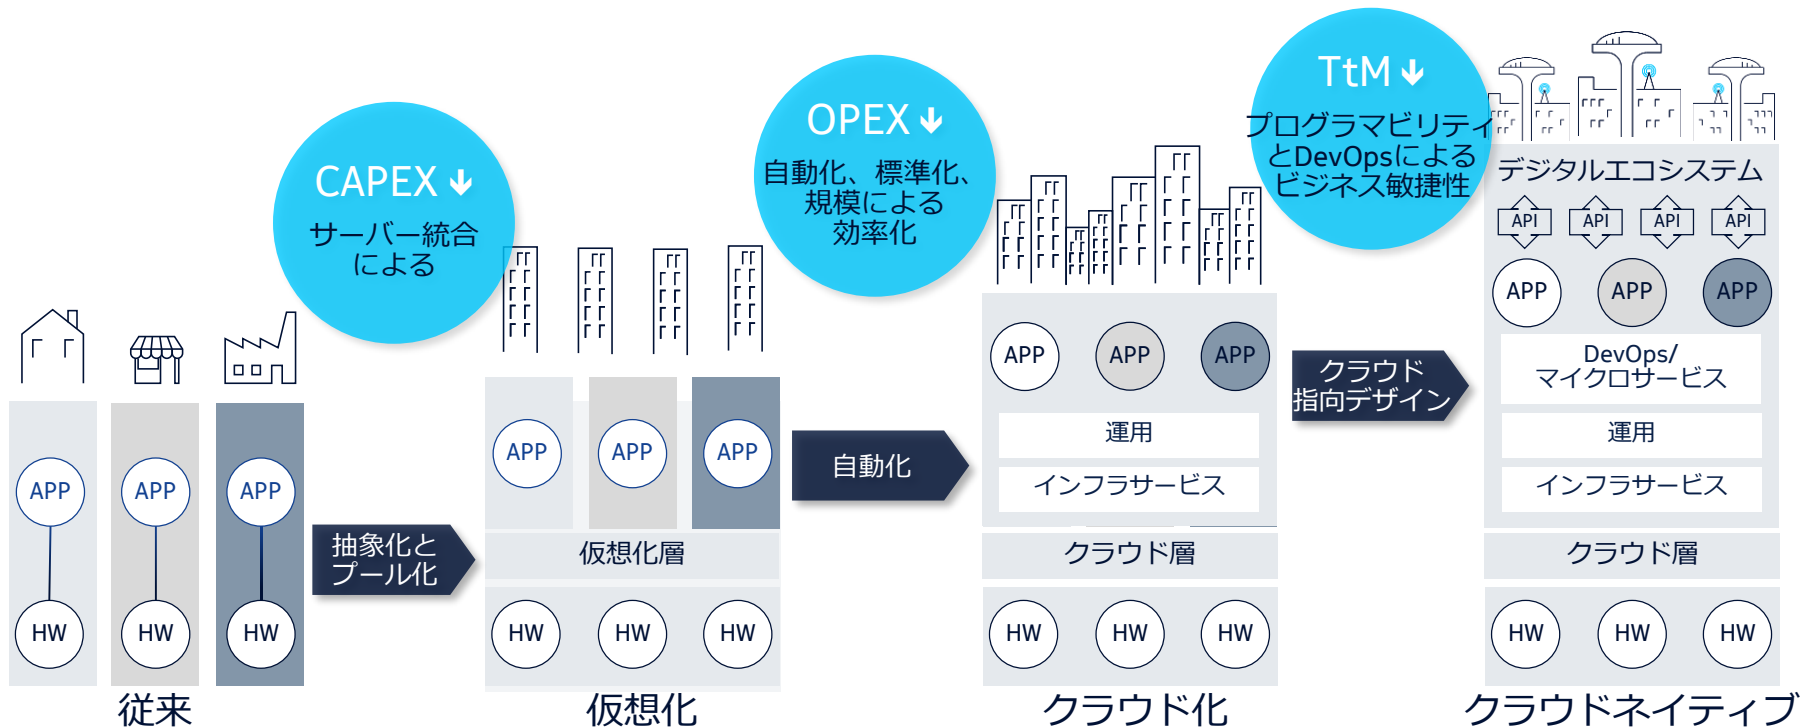 CAPEX
サーバー統合
による
OPEX
自動化、標準化、
規模による
効率化
TtM
プログラマビリティ
とDevOpsによる
ビジネス敏捷性
APP
APP
APP
HW
HW
HW
従来
抽象化と
プール化
APP
APP
APP
仮想化層
HW
HW
HW
仮想化
自動化
APP
APP
APP
運用
インフラサービス
クラウド層
HW
HW
HW
クラウド化
クラウド
指向デザイン
デジタルエコシステム
API
API
API
API
APP
APP
APP
DevOps/
マイクロサービス
運用
インフラサービス
クラウド層
HW
HW
HW
クラウドネイティブ